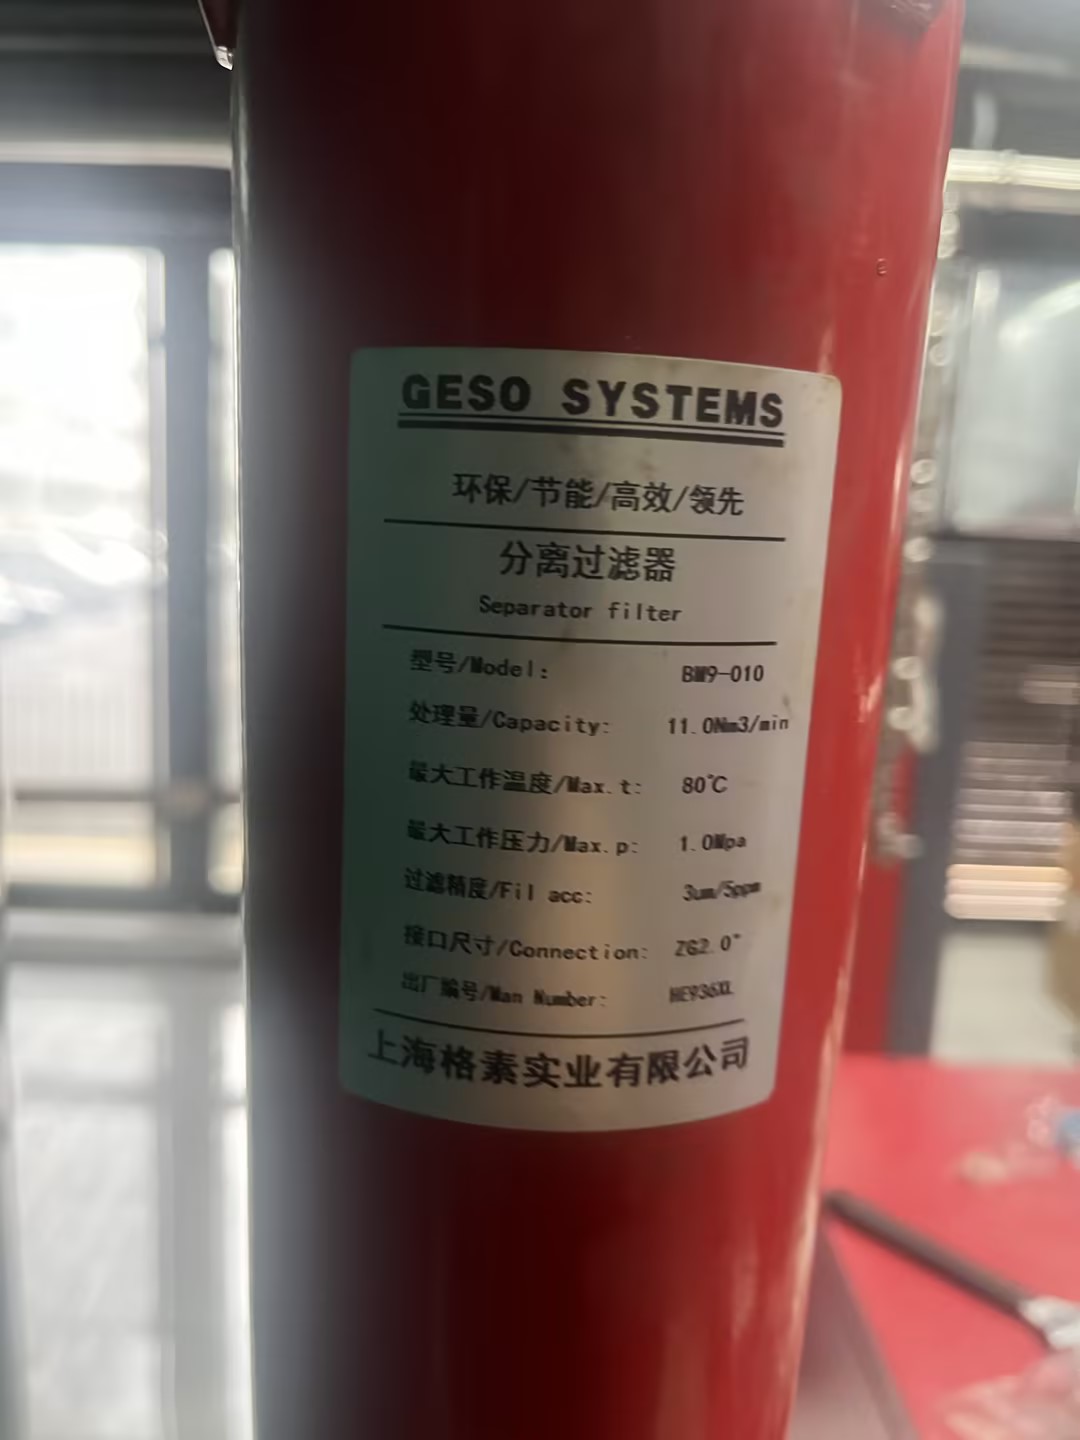 GESO SYSTEMS
环保/节能/高效/领先
分离过滤器
Separator filter
型号/Model: BM9-010
处理量/Capacity: 11.0Nm3/min
最大工作温度/Max.t: 80℃
最大工作压力/Max.p: 1.0Mpa
过滤精度/Fil acc: 3um/5ppm
接口尺寸/Connection: ZG2.0"
出厂编号/Man Number: HE936XL
上海格素实业有限公司